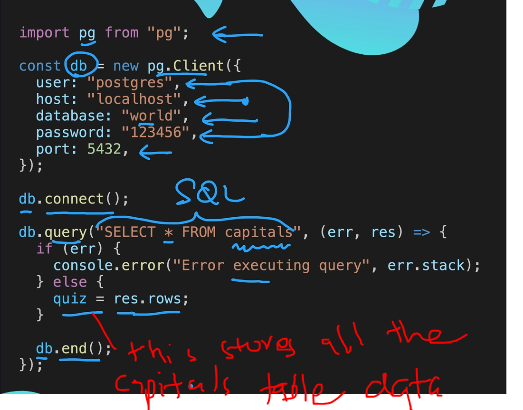 import pg from "pg";
const db = new pg.Client({
user: "postgres",
host: "localhost",
database: "world",
password: "123456",
port: 5432,
});
db.connect();
SQL
db.query("SELECT * FROM capitals", (err, res) => {
if (err) {
console.error("Error executing query", err.stack);
} else {
quiz = res.rows;
}
this stores all the
capitals table data
db.end();
});